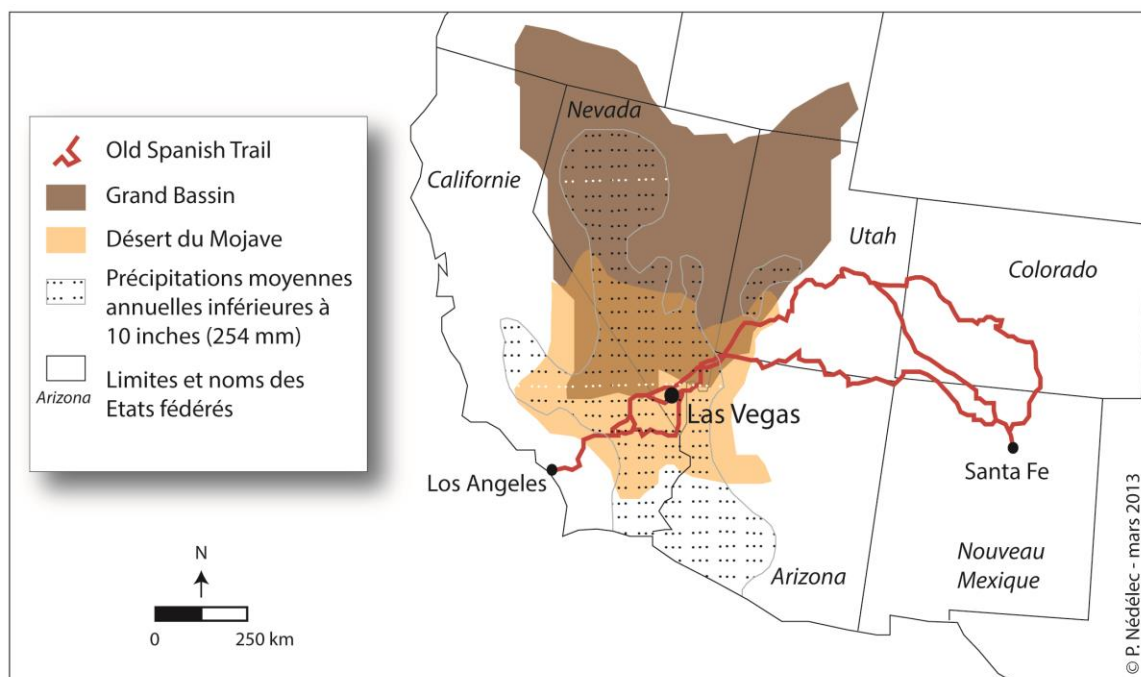 Old Spanish Trail
Grand Bassin
Désert du Mojave
Précipitations moyennes
annuelles inférieures à
10 inches (254 mm)
Arizona
Limites et noms des
Etats fédérés
Nevada
Californie
Utah
Colorado
Las Vegas
Los Angeles
Santa Fe
Arizona
Nouveau
Mexique
N
0 250 km
© P. Nédélec - mars 2013